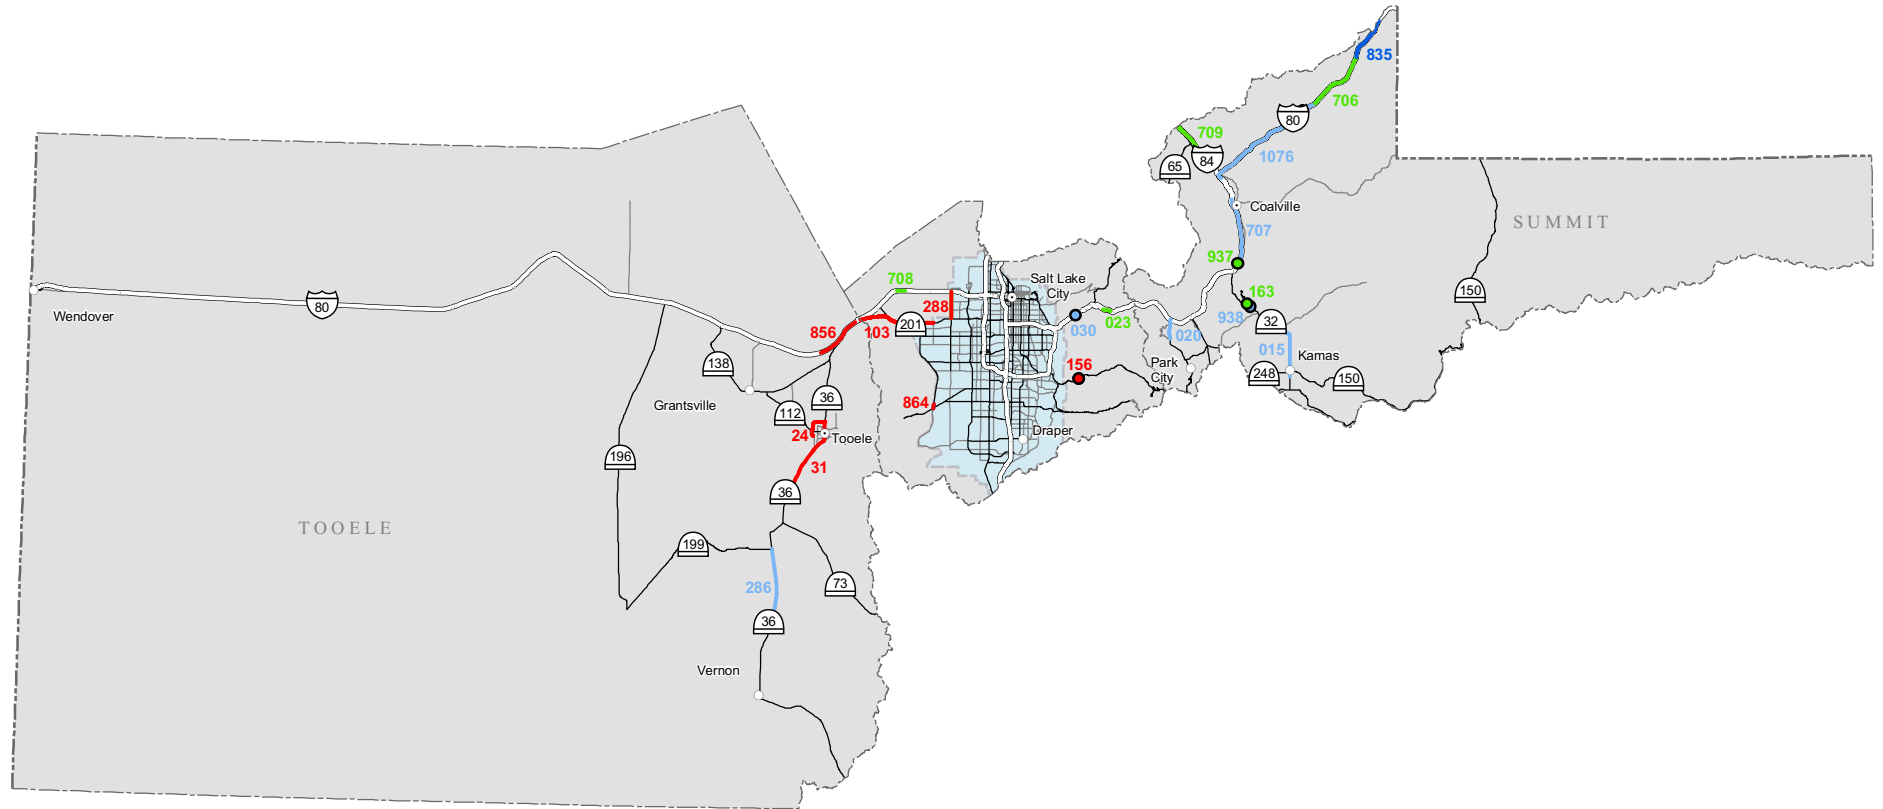 835
706
80
709
84
65
1076
Coalville
707
SUMMIT
937
163
938
32
150
015
Kamas
248
150
020
Park
City
023
030
156
Salt Lake
City
Draper
708
288
201
103
856
864
80
Wendover
138
Grantsville
112
36
24
Tooele
31
196
36
TOOELE
199
286
73
36
Vernon